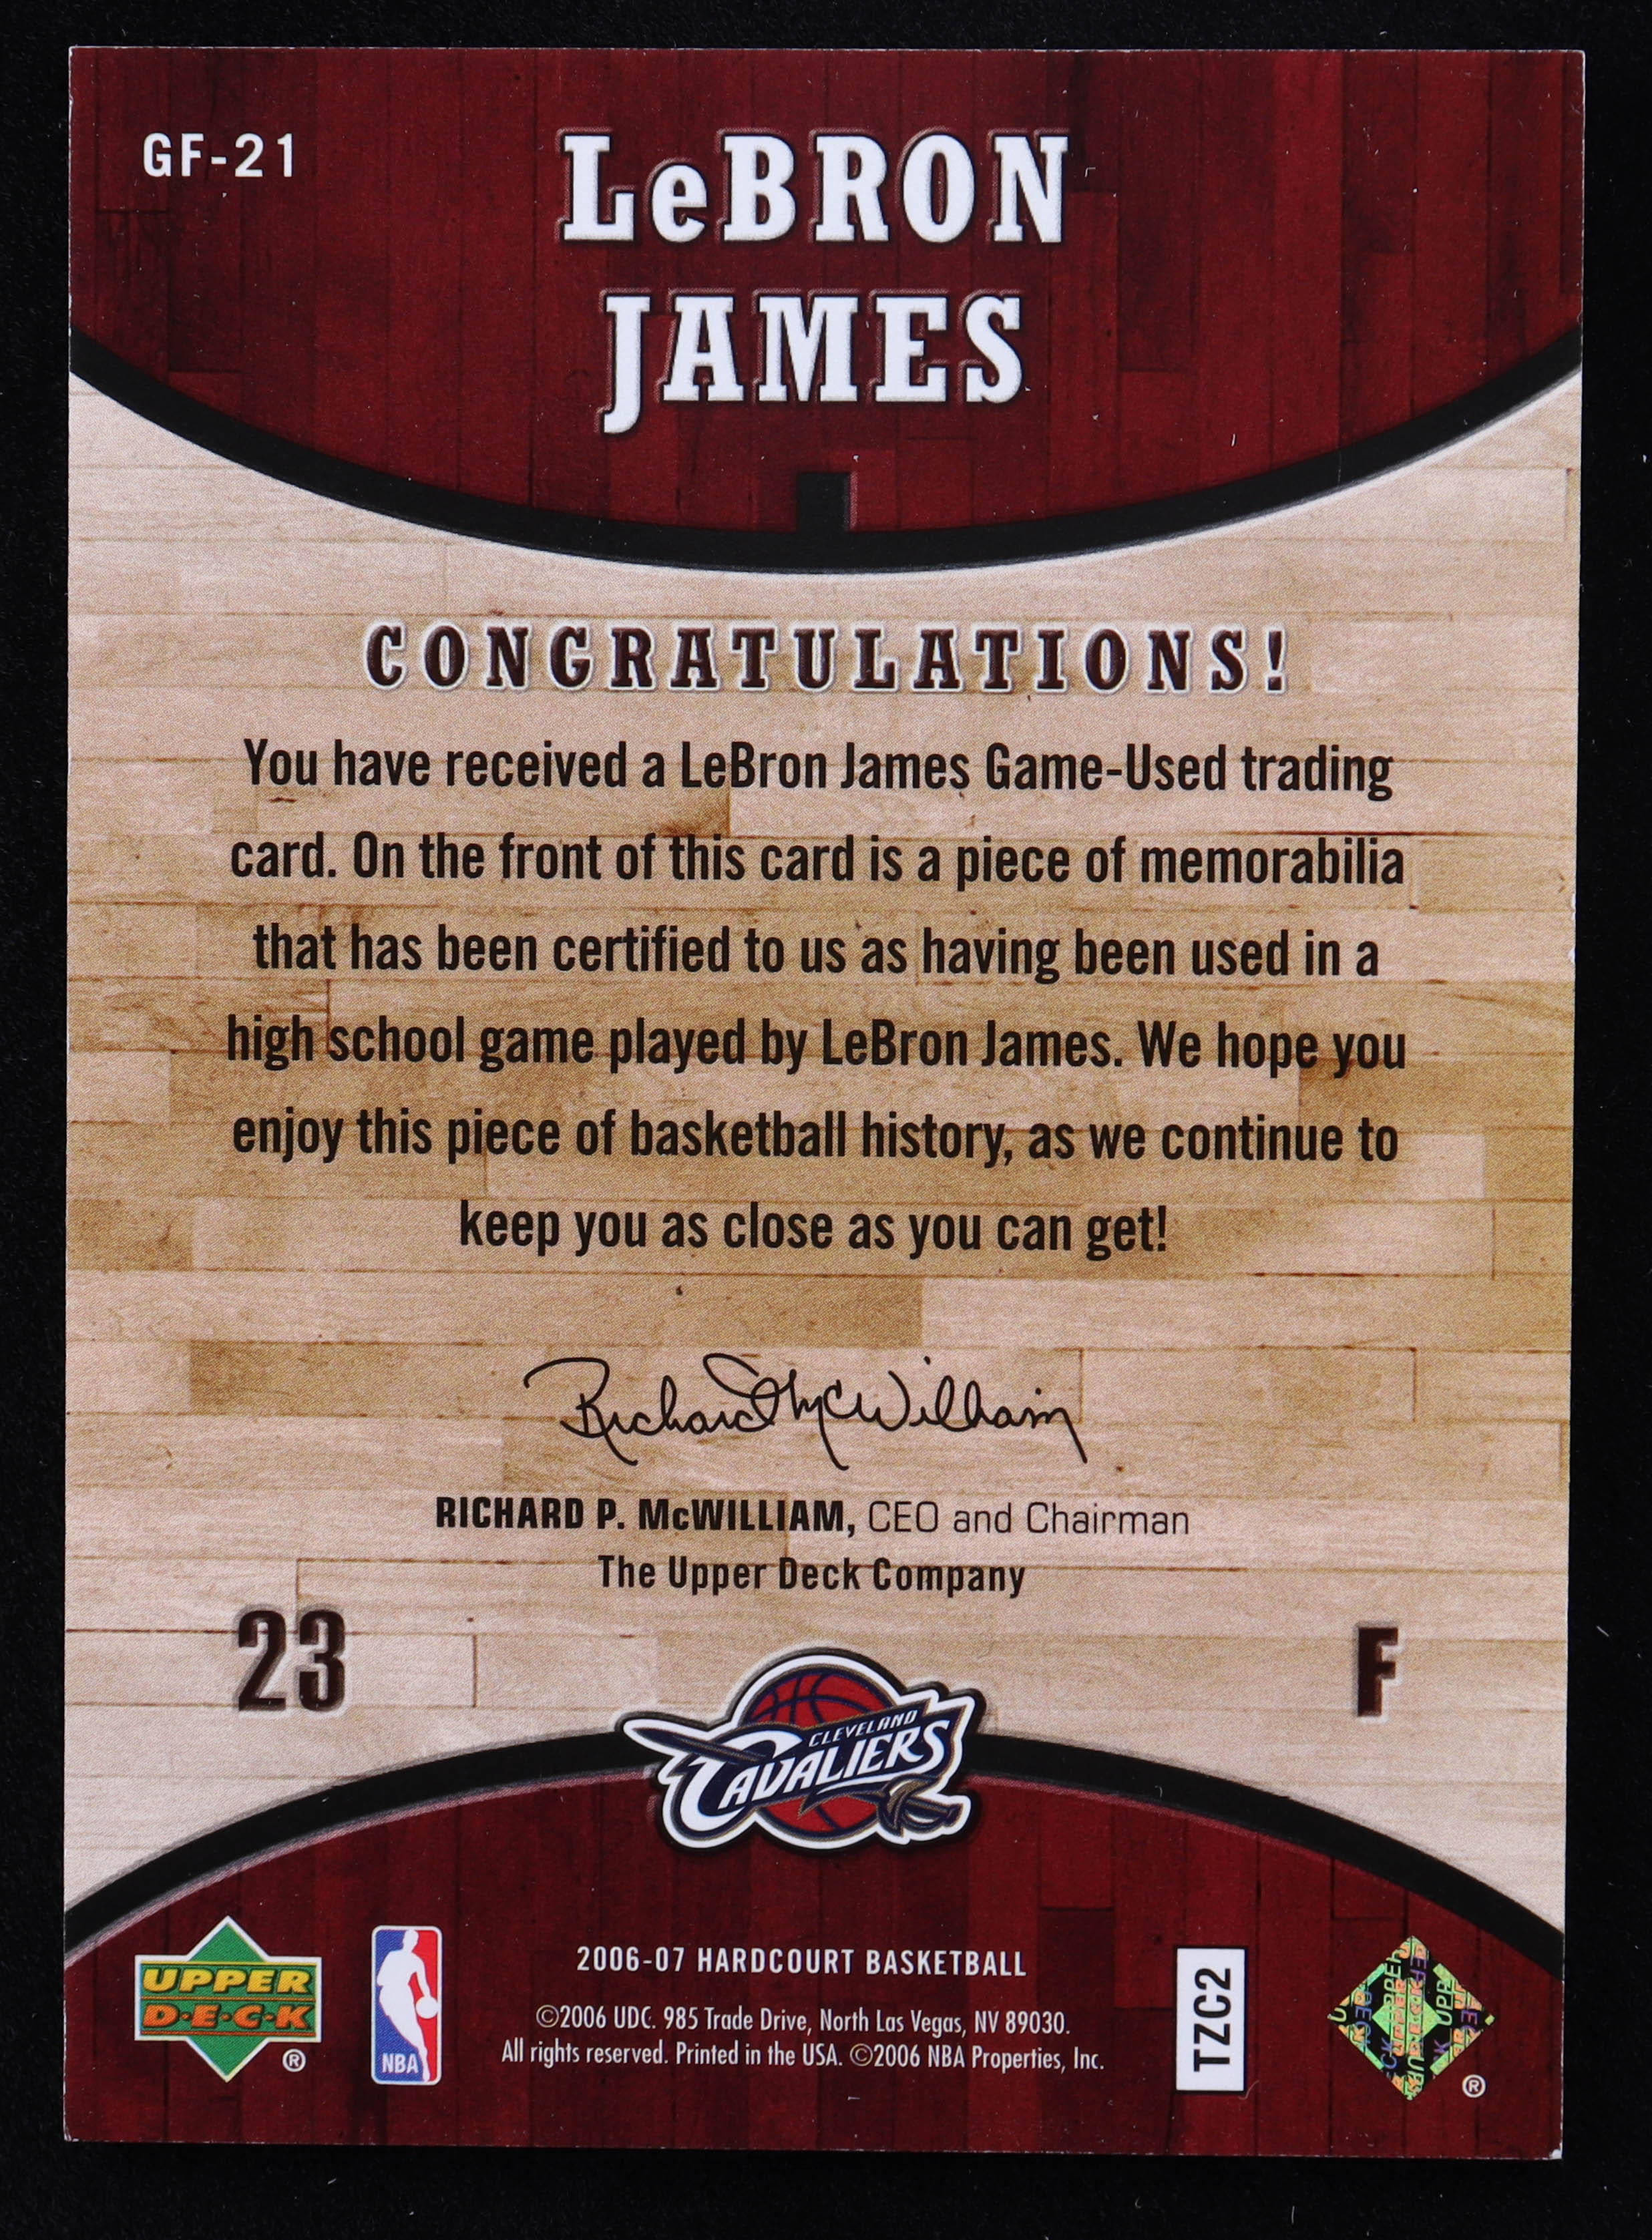 GF-21
LeBRON
JAMES
CONGRATULATIONS!
You have received a LeBron James Game-Used trading
card. On the front of this card is a piece of memorabilia
that has been certified to us as having been used in a
high school game played by LeBron James. We hope you
enjoy this piece of basketball history, as we continue to
keep you as close as you can get!
Richard McWilliam
RICHARD P. McWILLIAM, CEO and Chairman
The Upper Deck Company
23
F
CLEVELAND
CAVALIERS
UPPER
D·E·C·K
®
NBA
2006-07 HARDCOURT BASKETBALL
©2006 UDC. 985 Trade Drive, North Las Vegas, NV 89030.
All rights reserved. Printed in the USA. ©2006 NBA Properties, Inc.
TZC2
®